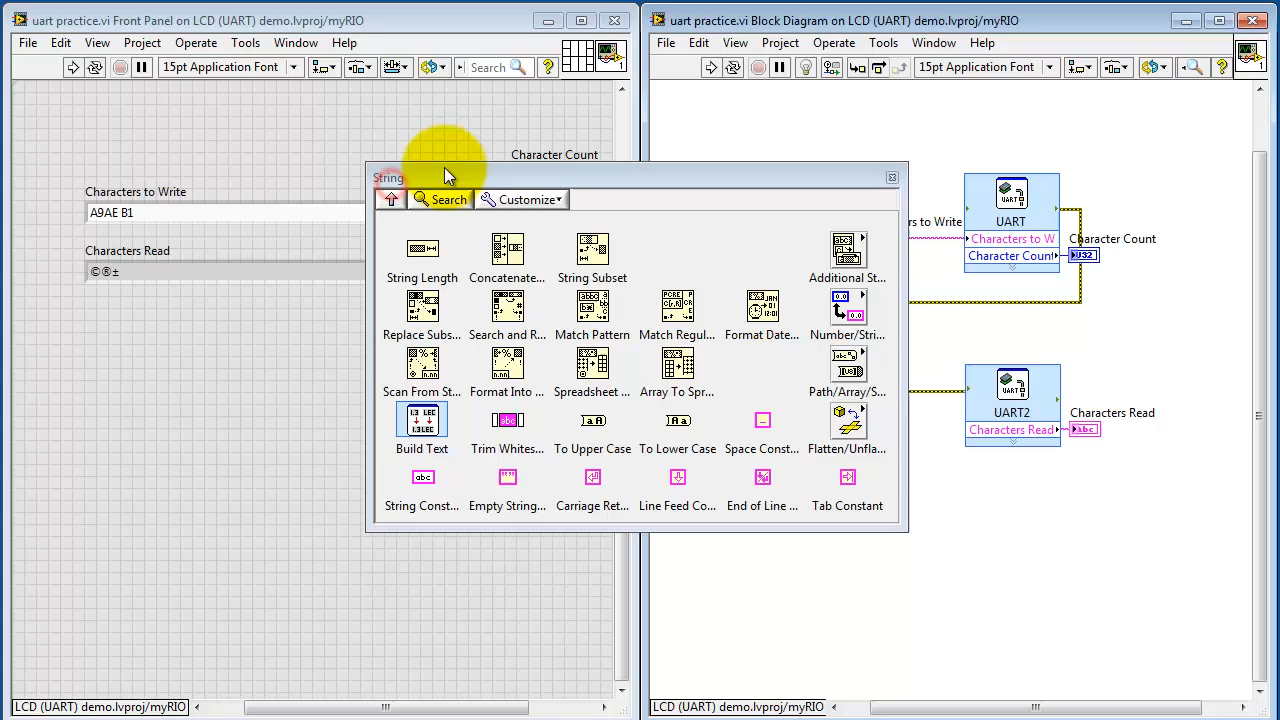 uart practice.vi Front Panel on LCD (UART) demo.lvproj/myRIO
File Edit View Project Operate Tools Window Help
15pt Application Font
Search
Character Count
Characters to Write
A9AE B1
Characters Read
©®±
uart practice.vi Block Diagram on LCD (UART) demo.lvproj/myRIO
File Edit View Project Operate Tools Window Help
15pt Application Font
String
Search Customize
String Length Concatenate... String Subset Additional St...
Replace Subs... Search and R... Match Pattern Match Regul... Format Date... Number/Stri...
Scan From St... Format Into ... Spreadsheet ... Array To Spr... Path/Array/S...
Build Text Trim Whites... To Upper Case To Lower Case Space Const... Flatten/Unfla...
String Const... Empty String... Carriage Ret... Line Feed Co... End of Line ... Tab Constant
rs to Write
UART
Characters to W
Character Count
Character Count
U32
UART2
Characters Read
Characters Read
abc
LCD (UART) demo.lvproj/myRIO
LCD (UART) demo.lvproj/myRIO